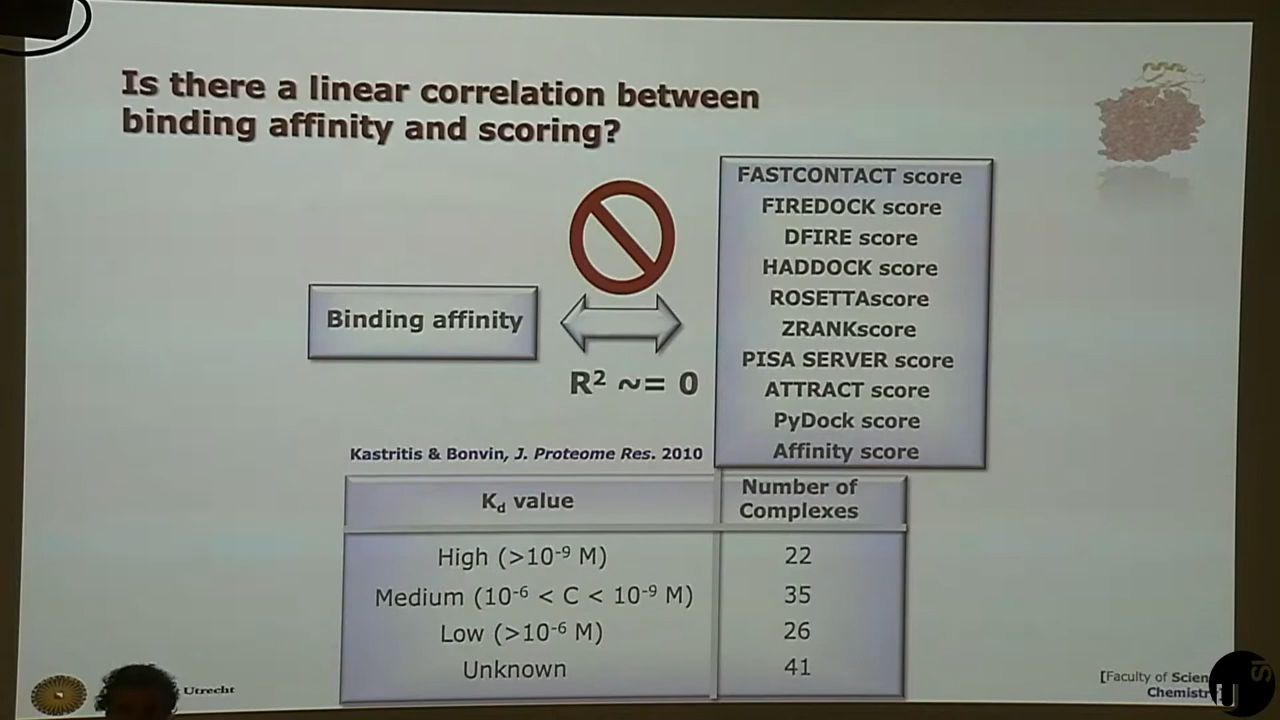 Is there a linear correlation between
binding affinity and scoring?
FASTCONTACT score
FIREDOCK score
DFIRE score
HADDOCK score
ROSETTAscore
ZRANKscore
PISA SERVER score
ATTRACT score
PyDock score
Affinity score
Binding affinity
R² ~= 0
Kastritis & Bonvin, J. Proteome Res. 2010
Kd value
Number of
Complexes
High (>10⁻⁹ M)
22
Medium (10⁻⁶ < C < 10⁻⁹ M)
35
Low (>10⁻⁶ M)
26
Unknown
41
Utrecht
[Faculty of